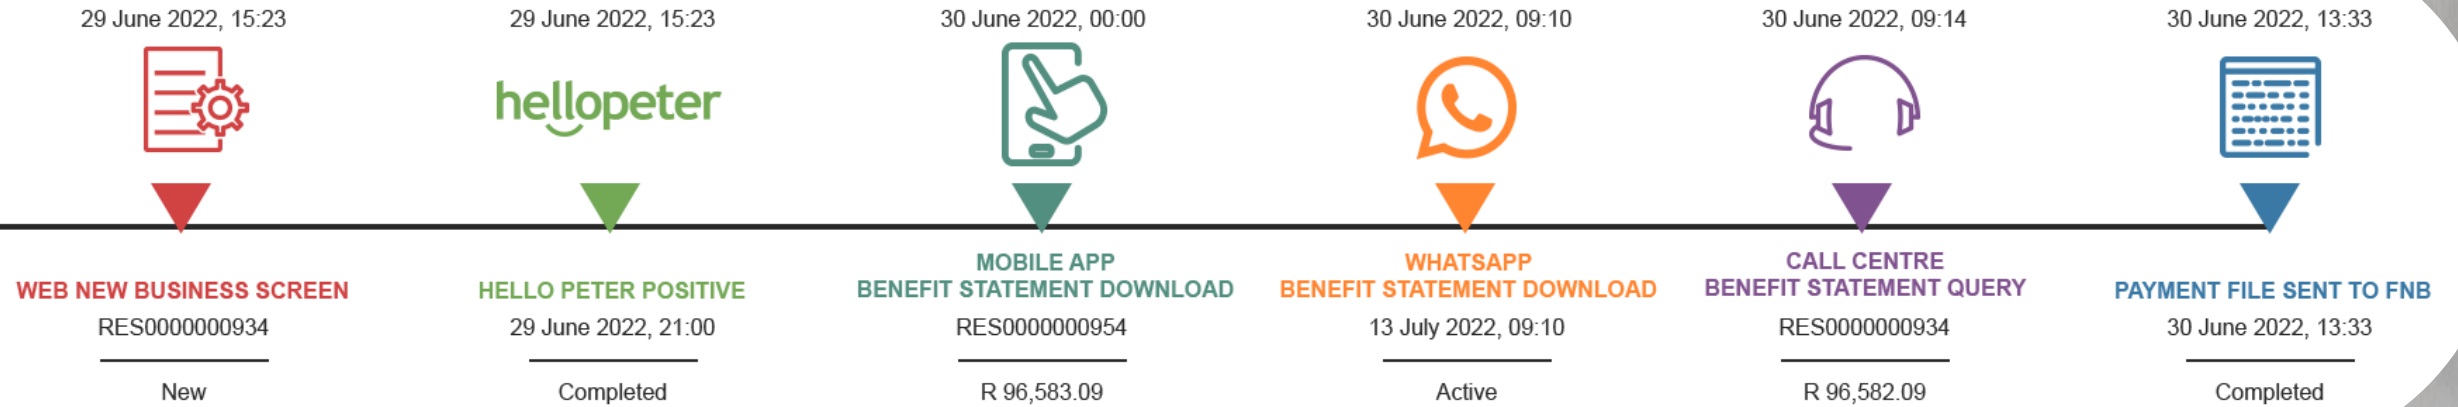 29 June 2022, 15:23
hellopeter
WEB NEW BUSINESS SCREEN
RES0000000934
New
29 June 2022, 15:23
HELLO PETER POSITIVE
29 June 2022, 21:00
Completed
30 June 2022, 00:00
MOBILE APP
BENEFIT STATEMENT DOWNLOAD
RES0000000954
R 96,583.09
30 June 2022, 09:10
WHATSAPP
BENEFIT STATEMENT DOWNLOAD
13 July 2022, 09:10
Active
30 June 2022, 09:14
CALL CENTRE
BENEFIT STATEMENT QUERY
RES0000000934
R 96,582.09
30 June 2022, 13:33
PAYMENT FILE SENT TO FNB
30 June 2022, 13:33
Completed